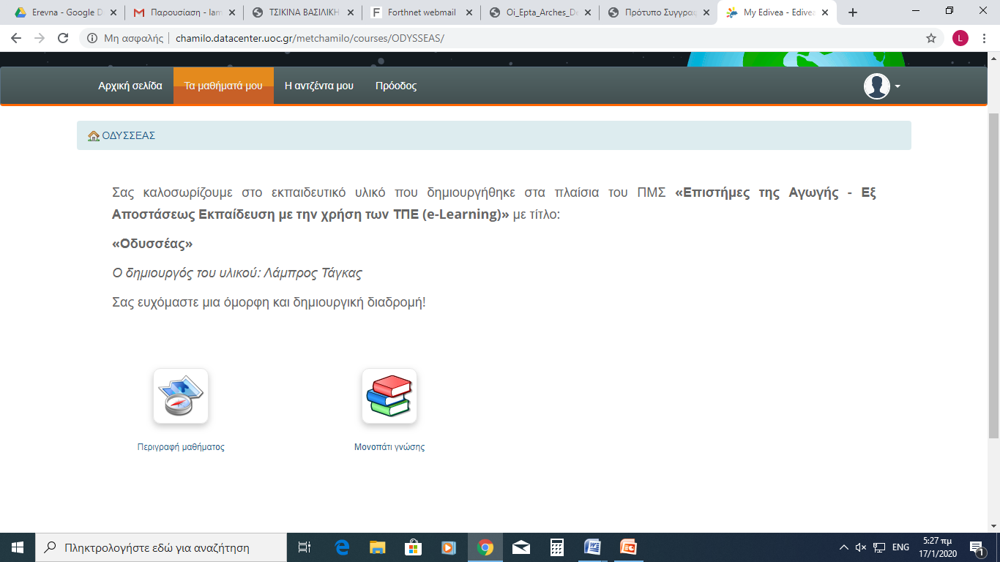 Erevna - Google D
Παρουσίαση - lam
ΤΣΙΚΙΝΑ ΒΑΣΙΛΙΚΗ
Forthnet webmail
Oi_Epta_Arches_De
Πρότυπο Συγγρα
My Edivea - Edivea
Μη ασφαλής
chamilo.datacenter.uoc.gr/metchamilo/courses/ODYSSEAS/
L
Αρχική σελίδα
Τα μαθήματά μου
Η αντζέντα μου
Πρόοδος
ΟΔΥΣΣΕΑΣ
Σας καλοσωρίζουμε στο εκπαιδευτικό υλικό που δημιουργήθηκε στα πλαίσια του ΠΜΣ «Επιστήμες της Αγωγής - Εξ
Αποστάσεως Εκπαίδευση με την χρήση των ΤΠΕ (e-Learning)» με τίτλο:
«Οδυσσέας»
Ο δημιουργός του υλικού: Λάμπρος Τάγκας
Σας ευχόμαστε μια όμορφη και δημιουργική διαδρομή!
Περιγραφή μαθήματος
Μονοπάτι γνώσης
Πληκτρολογήστε εδώ για αναζήτηση
ENG
5:27 πμ
17/1/2020
1